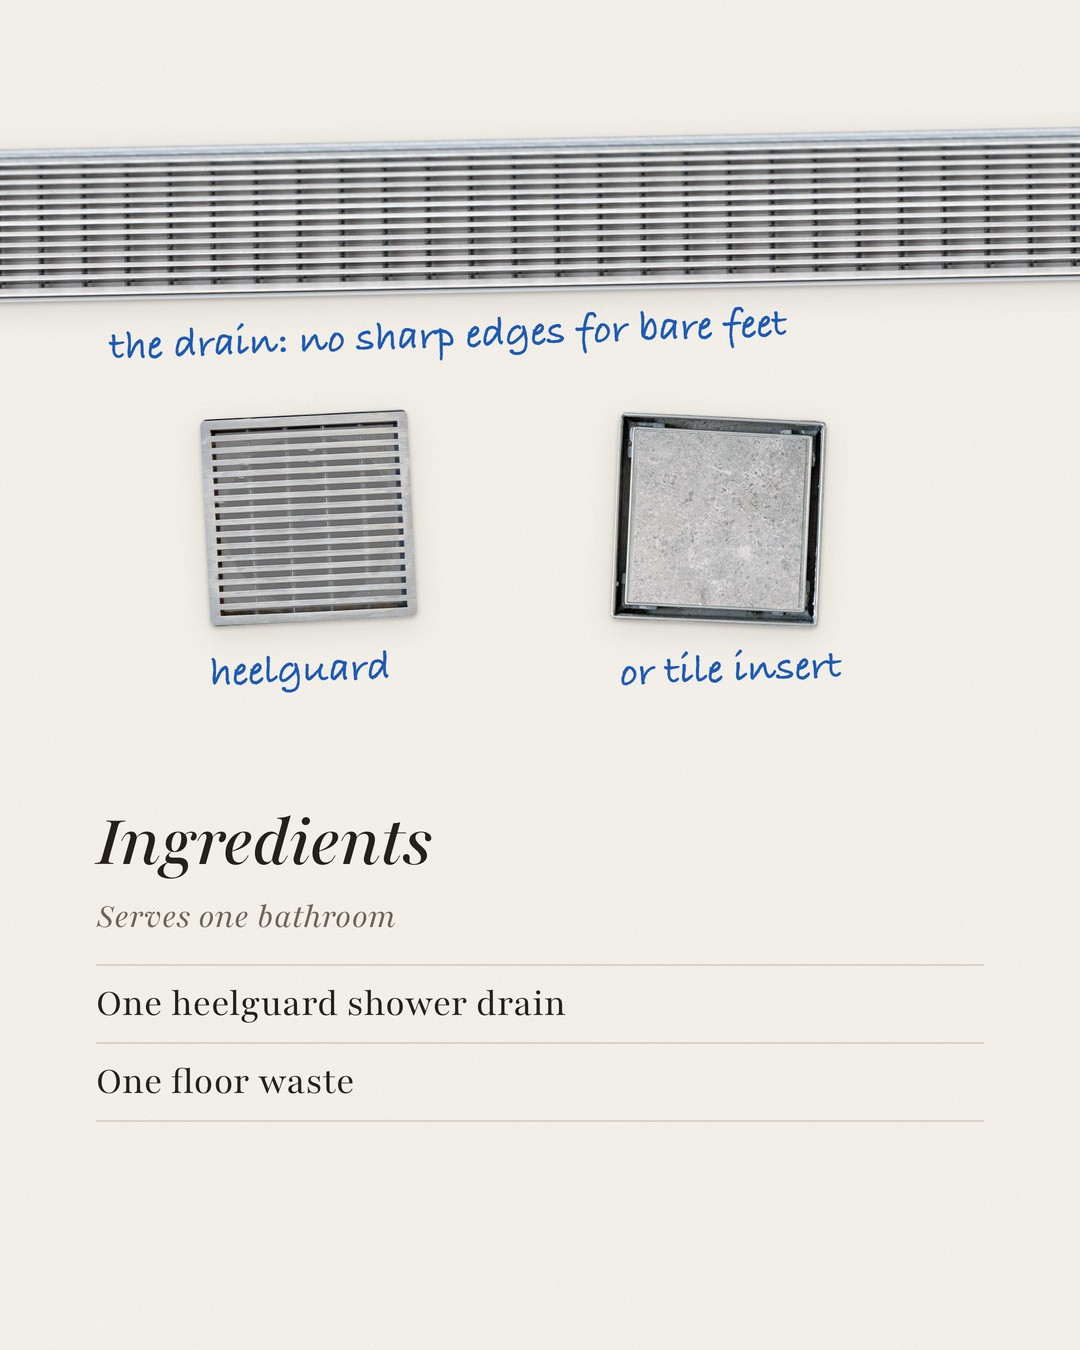 the drain: no sharp edges for bare feet
heelguard
or tile insert
Ingredients
Serves one bathroom
One heelguard shower drain
One floor waste